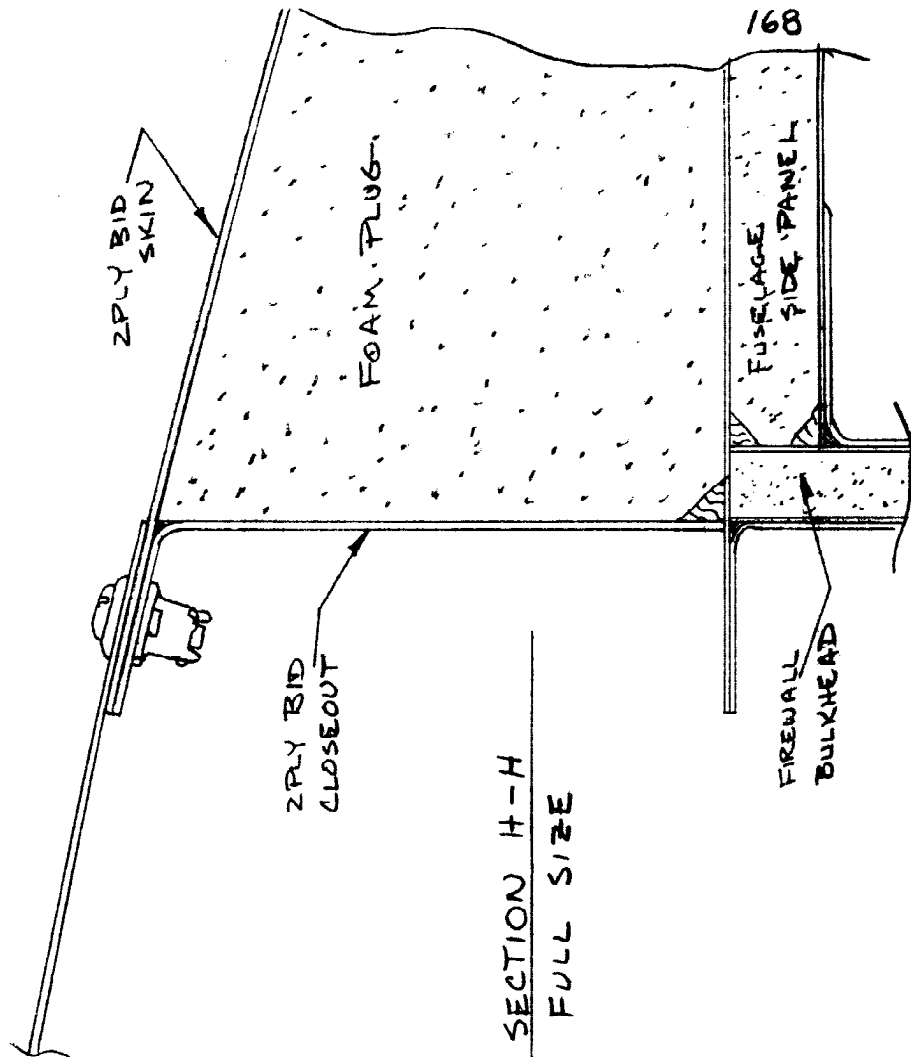 168
2PLY BID
SKIN
FOAM PLUG
FUSELAGE
SIDE PANEL
2PLY BID
CLOSEOUT
FIREWALL
BULKHEAD
SECTION H-H
FULL SIZE